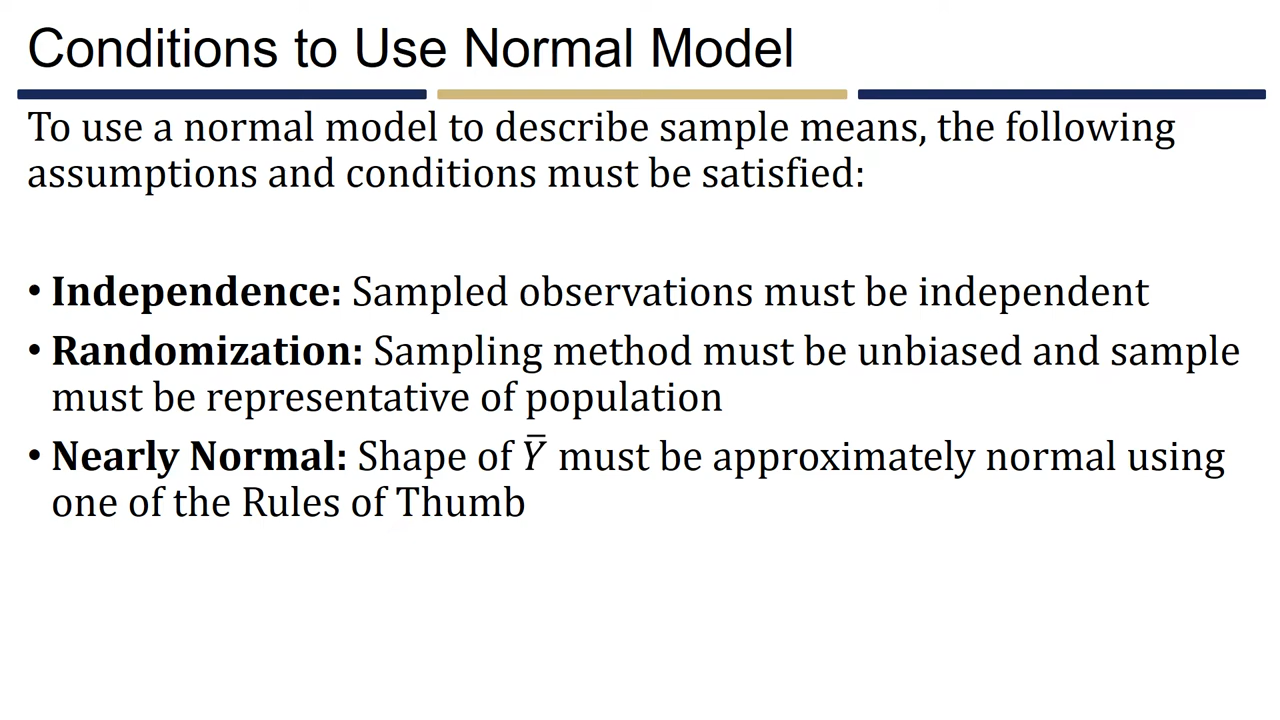 Conditions to Use Normal Model
To use a normal model to describe sample means, the following
assumptions and conditions must be satisfied:
• Independence: Sampled observations must be independent
• Randomization: Sampling method must be unbiased and sample
must be representative of population
• Nearly Normal: Shape of Ȳ must be approximately normal using
one of the Rules of Thumb